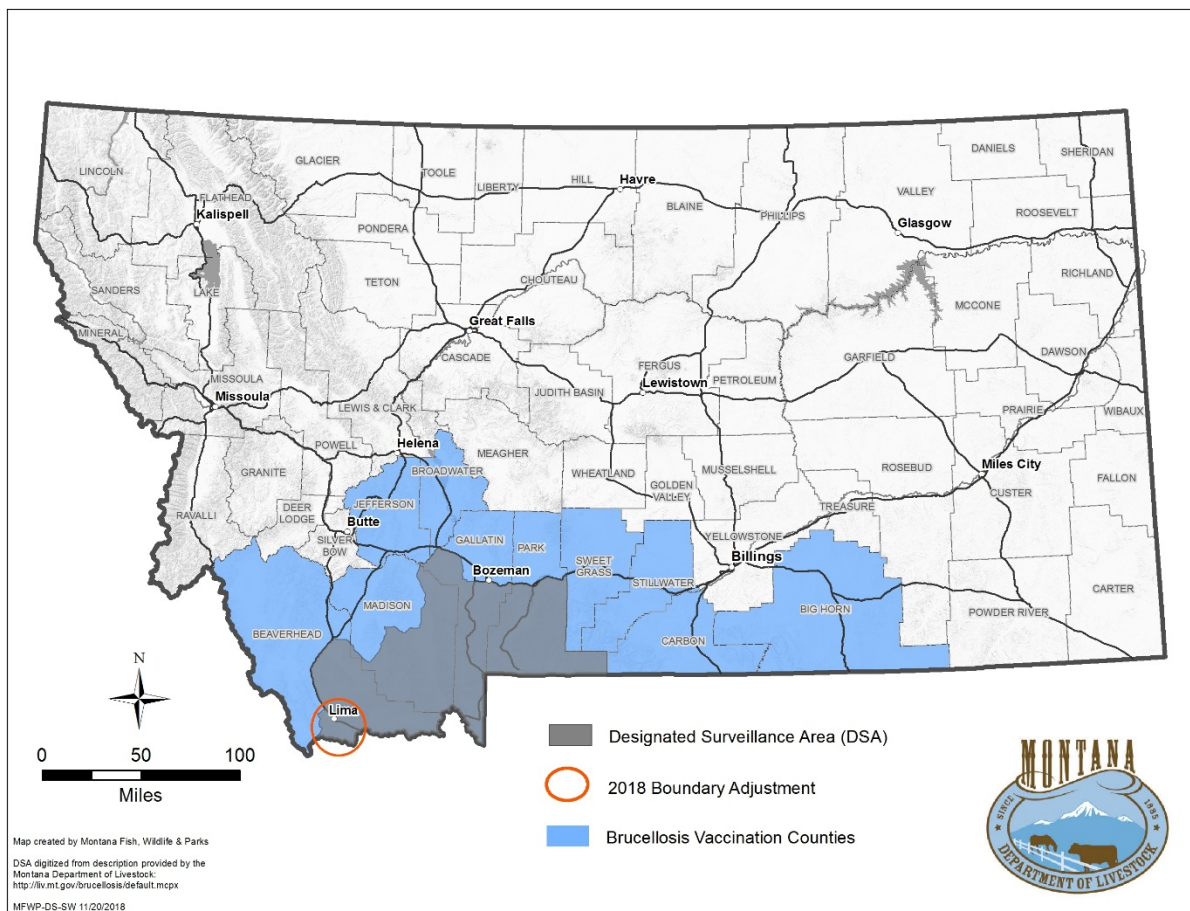 LINCOLN
FLATHEAD
Kalispell
GLACIER
TOOLE
LIBERTY
HILL
Havre
BLAINE
PHILLIPS
VALLEY
DANIELS
SHERIDAN
Glasgow
ROOSEVELT
PONDERA
SANDERS
LAKE
TETON
CHOUTEAU
RICHLAND
MCCONE
MINERAL
Great Falls
CASCADE
FERGUS
Lewistown
PETROLEUM
GARFIELD
DAWSON
MISSOULA
Missoula
JUDITH BASIN
LEWIS & CLARK
PRAIRIE
WIBAUX
POWELL
Helena
MEAGHER
BROADWATER
WHEATLAND
GOLDEN
VALLEY
MUSSELSHELL
ROSEBUD
Miles City
FALLON
CUSTER
GRANITE
RAVALLI
DEER
LODGE
JEFFERSON
Butte
SILVER
BOW
TREASURE
GALLATIN
PARK
Bozeman
SWEET
GRASS
STILLWATER
YELLOWSTONE
Billings
MADISON
BEAVERHEAD
CARBON
BIG HORN
POWDER RIVER
CARTER
Lima
N
0 50 100
Miles
Designated Surveillance Area (DSA)
2018 Boundary Adjustment
Brucellosis Vaccination Counties
Map created by Montana Fish, Wildlife & Parks
DSA digitized from description provided by the
Montana Department of Livestock:
http://liv.mt.gov/brucellosis/default.mcpx
MFWP-DS-SW 11/20/2018
MONTANA
SINCE 1885
DEPARTMENT OF LIVESTOCK